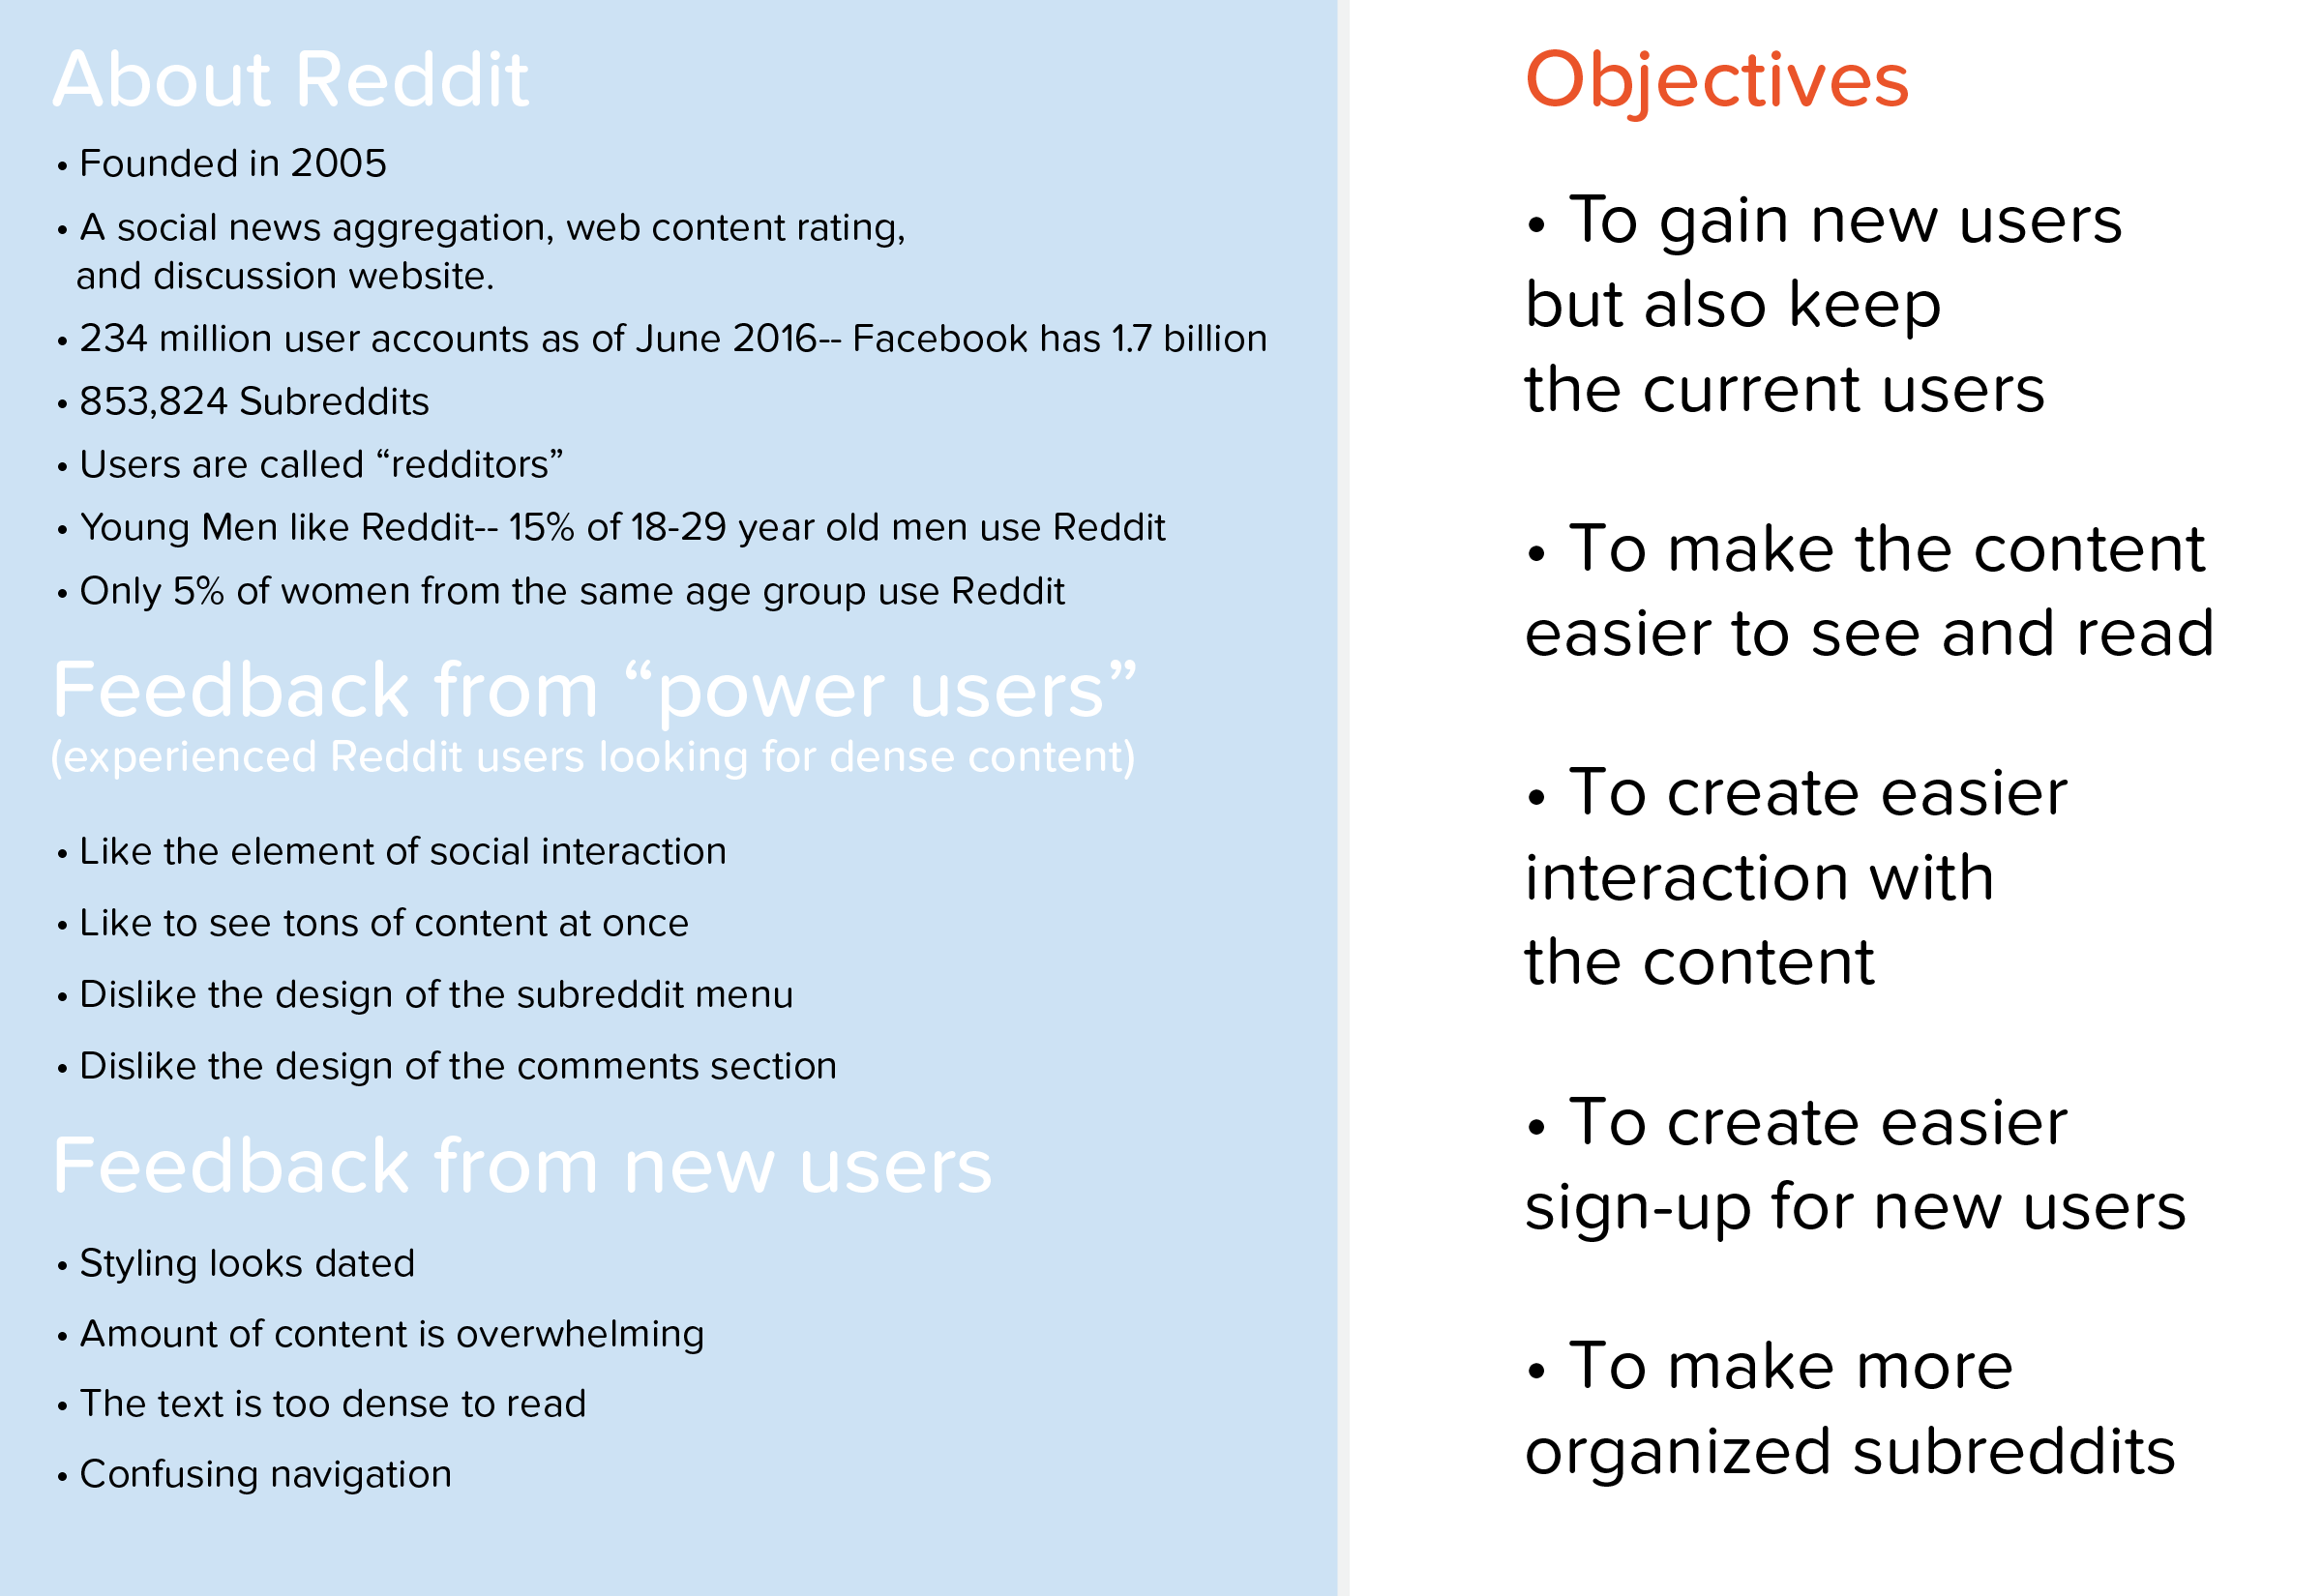 About Reddit
• Founded in 2005
• A social news aggregation, web content rating,
and discussion website.
• 234 million user accounts as of June 2016-- Facebook has 1.7 billion
• 853,824 Subreddits
• Users are called “redditors”
• Young Men like Reddit-- 15% of 18-29 year old men use Reddit
• Only 5% of women from the same age group use Reddit
Feedback from “power users”
(experienced Reddit users looking for dense content)
• Like the element of social interaction
• Like to see tons of content at once
• Dislike the design of the subreddit menu
• Dislike the design of the comments section
Feedback from new users
• Styling looks dated
• Amount of content is overwhelming
• The text is too dense to read
• Confusing navigation
Objectives
• To gain new users
but also keep
the current users
• To make the content
easier to see and read
• To create easier
interaction with
the content
• To create easier
sign-up for new users
• To make more
organized subreddits